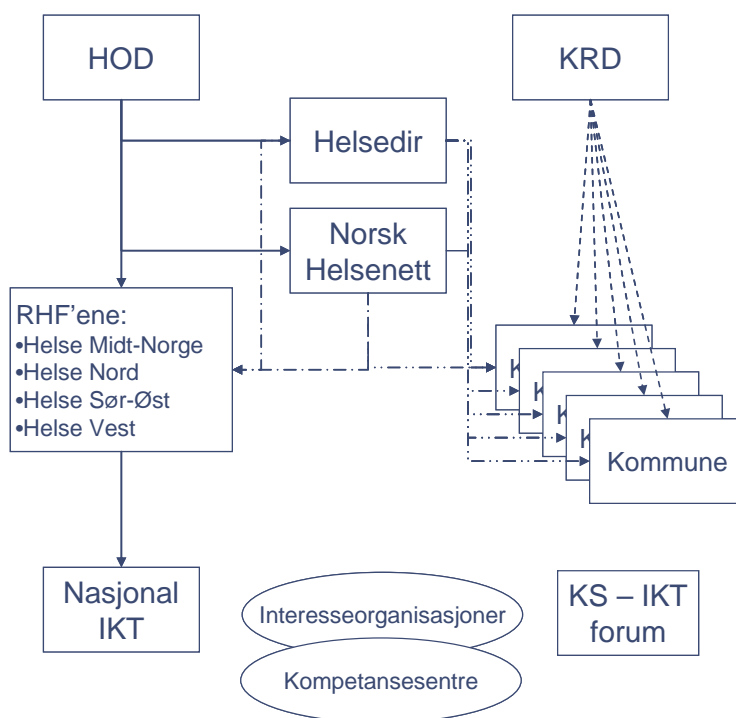 HOD
KRD
Helsedir
Norsk
Helsenett
RHF'ene:
•Helse Midt-Norge
•Helse Nord
•Helse Sør-Øst
•Helse Vest
K
K
K
K
Kommune
Nasjonal
IKT
Interesseorganisasjoner
Kompetansesentre
KS – IKT
forum